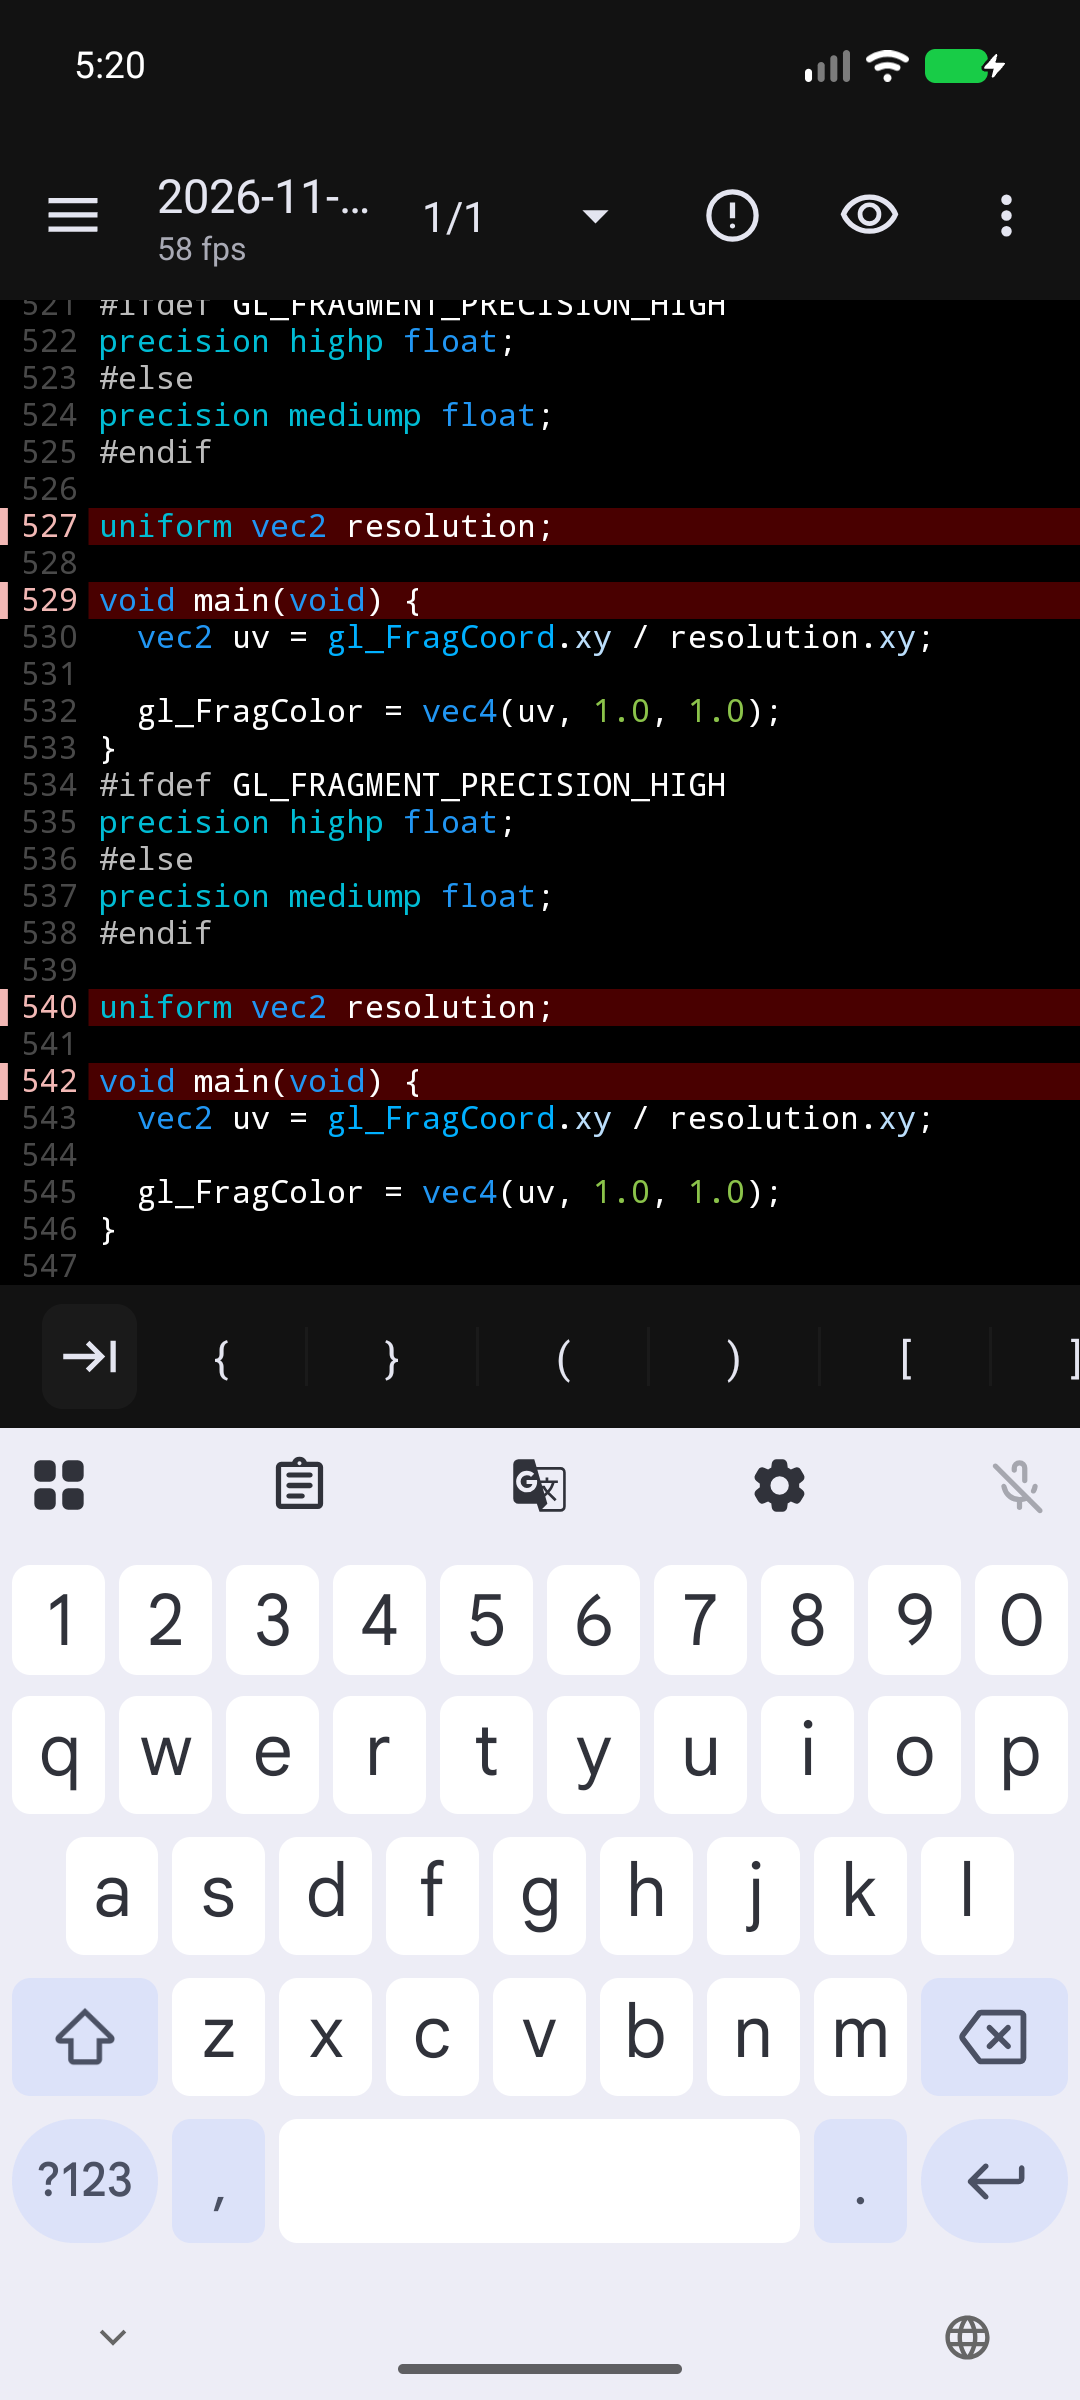 5:20
2026-11-...
1/1
58 fps
521 #ifdef GL_FRAGMENT_PRECISION_HIGH
522 precision highp float;
523 #else
524 precision mediump float;
525 #endif
526
527 uniform vec2 resolution;
528
529 void main(void) {
530   vec2 uv = gl_FragCoord.xy / resolution.xy;
531
532   gl_FragColor = vec4(uv, 1.0, 1.0);
533 }
534 #ifdef GL_FRAGMENT_PRECISION_HIGH
535 precision highp float;
536 #else
537 precision mediump float;
538 #endif
539
540 uniform vec2 resolution;
541
542 void main(void) {
543   vec2 uv = gl_FragCoord.xy / resolution.xy;
544
545   gl_FragColor = vec4(uv, 1.0, 1.0);
546 }
547
{ } ( ) [ ]
1 2 3 4 5 6 7 8 9 0
q w e r t y u i o p
a s d f g h j k l
z x c v b n m
?123 , .